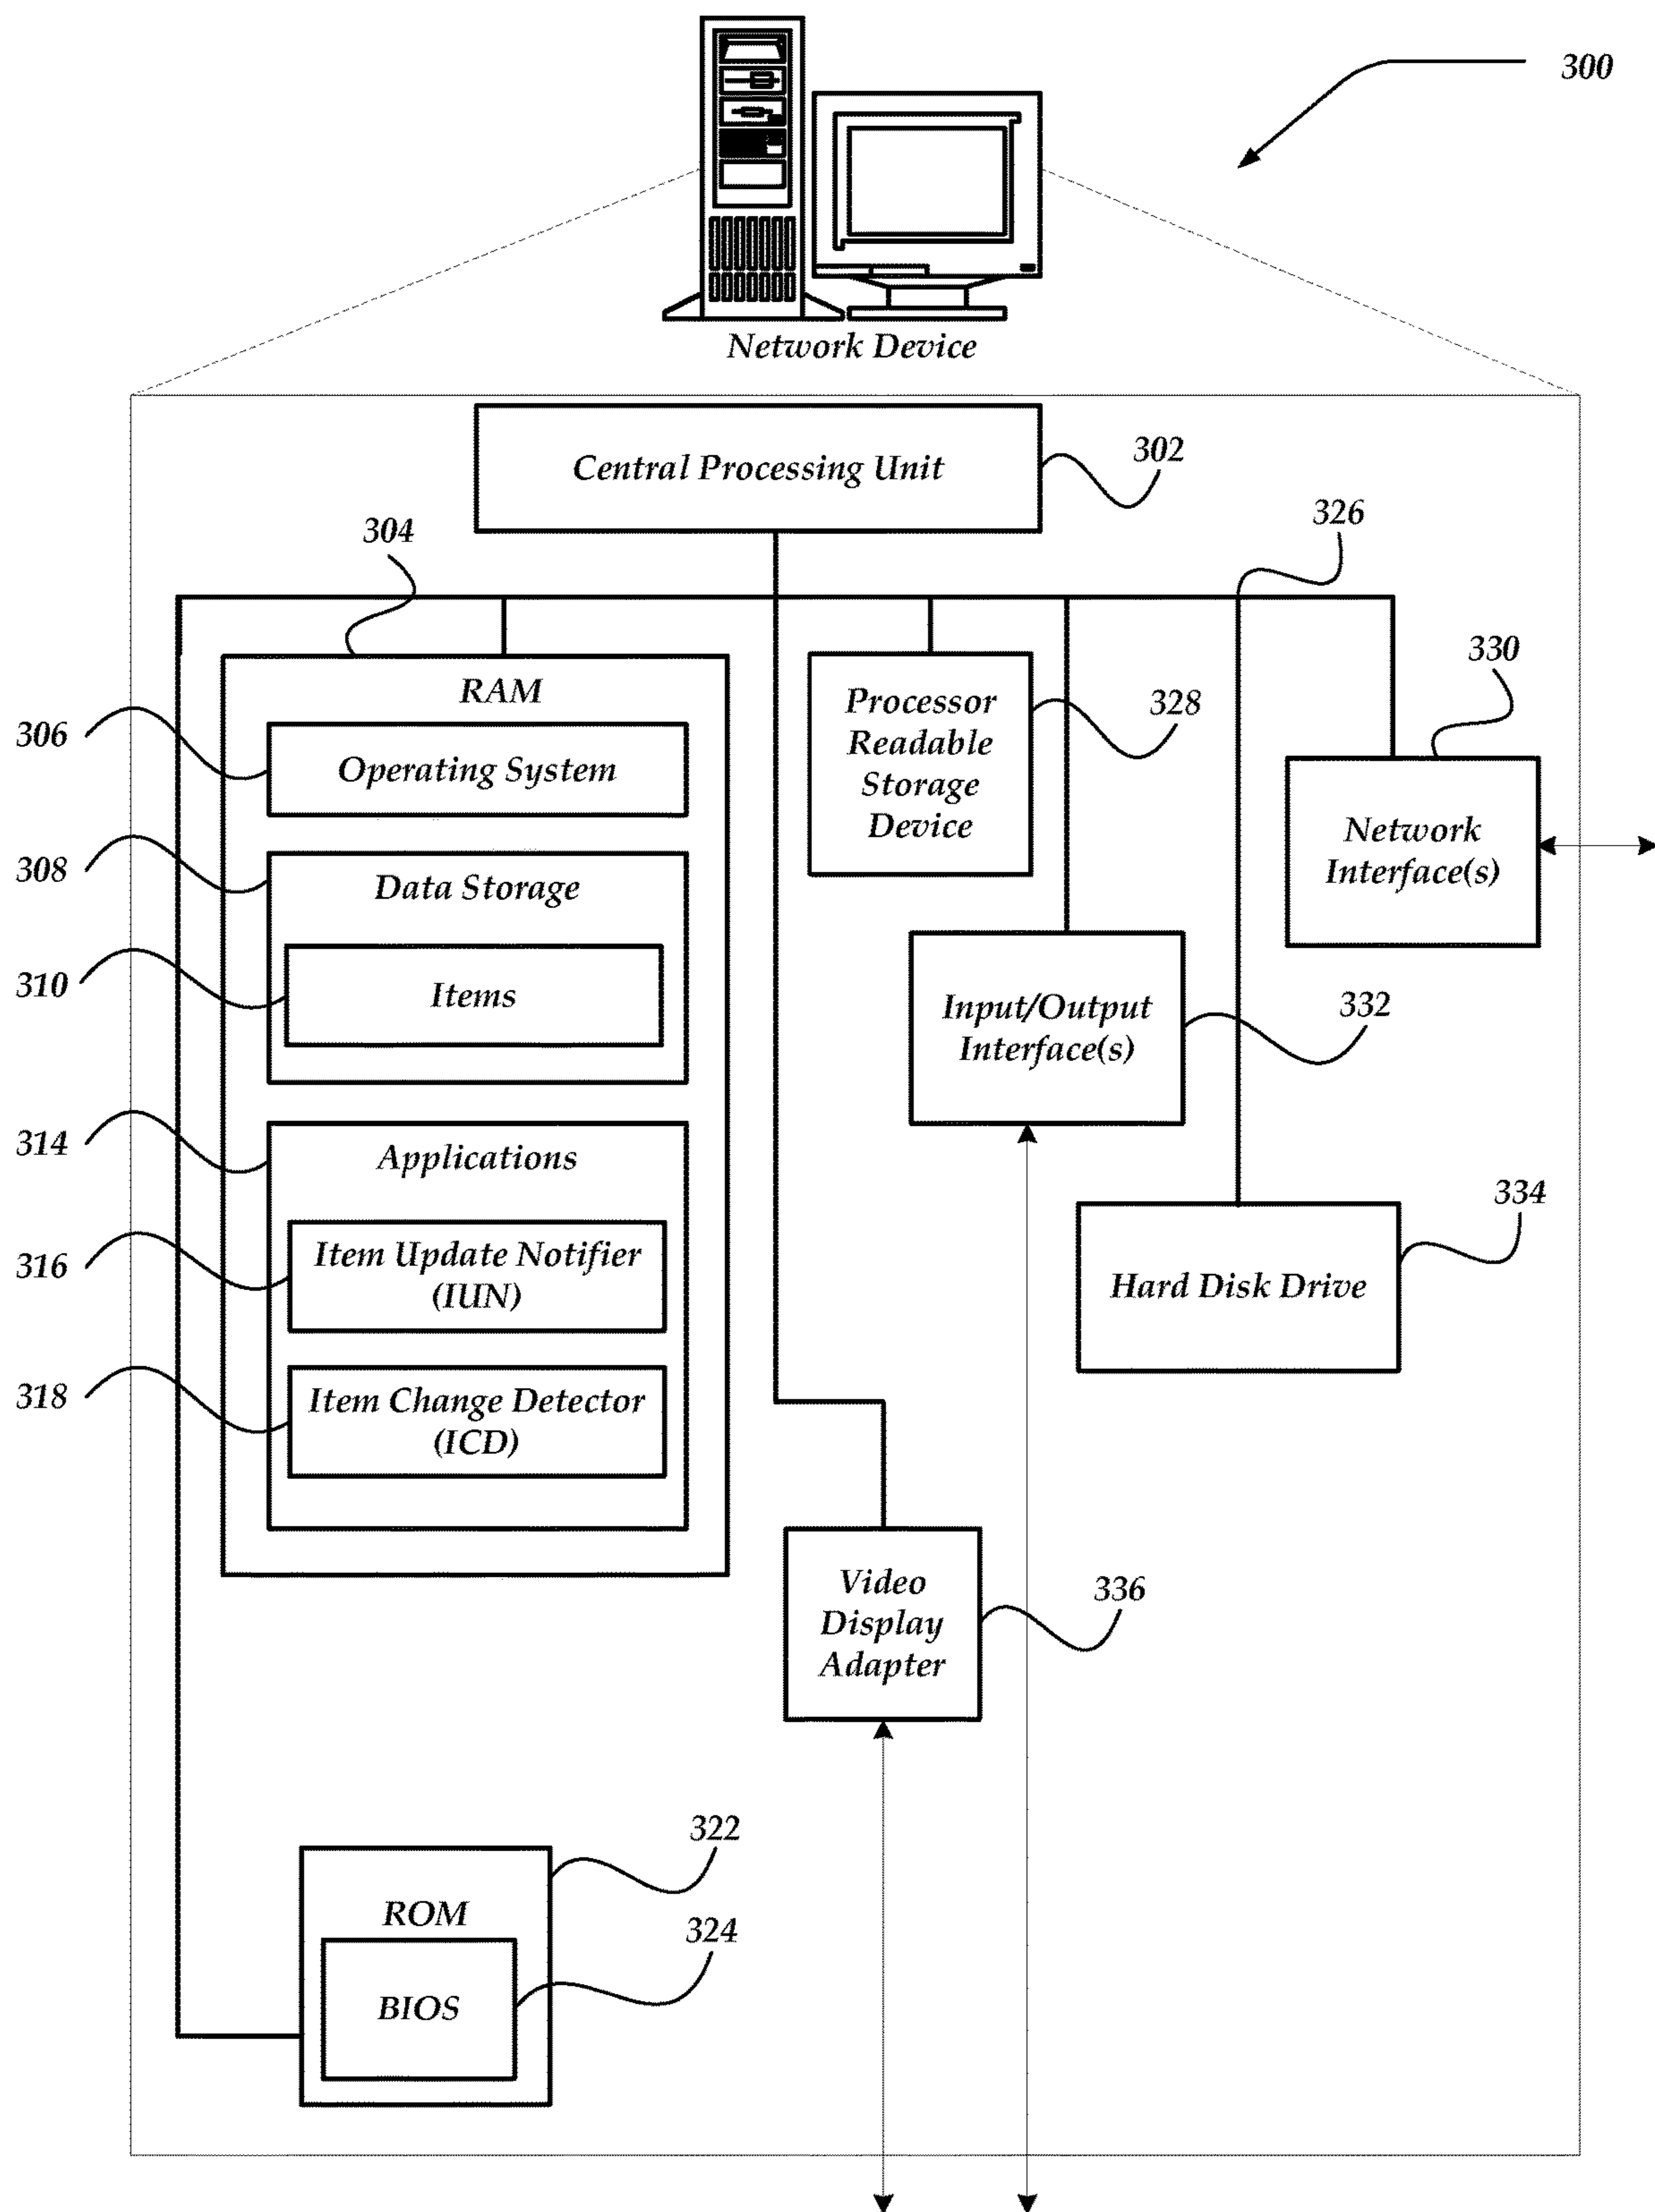 300
Network Device
Central Processing Unit
302
304
326
RAM
306
Operating System
308
Data Storage
310
Items
314
Applications
316
Item Update Notifier
(IUN)
318
Item Change Detector
(ICD)
Processor
Readable
Storage
Device
328
330
Network
Interface(s)
Input/Output
Interface(s)
332
334
Hard Disk Drive
Video
Display
Adapter
336
322
ROM
324
BIOS